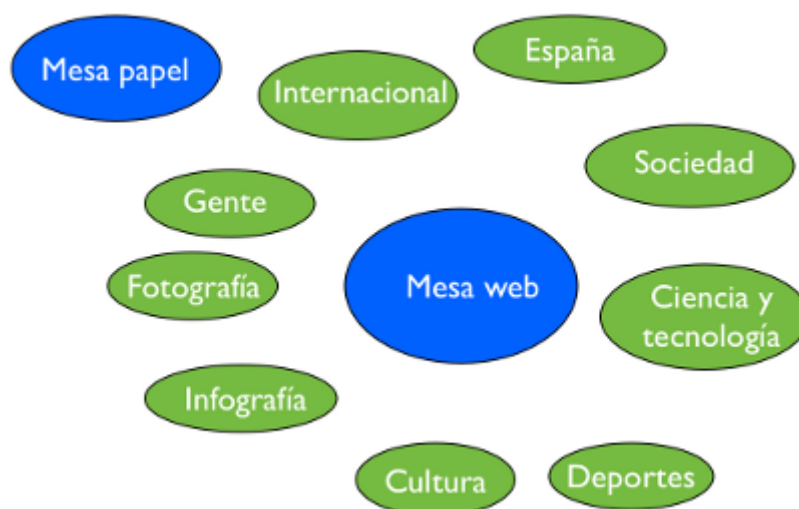 España
Mesa papel
Internacional
Sociedad
Gente
Fotografía
Mesa web
Ciencia y
tecnología
Infografía
Cultura
Deportes